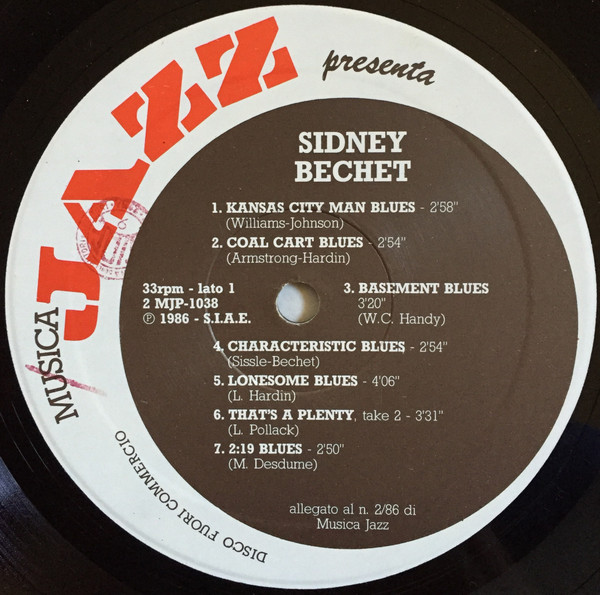 MUSICA JAZZ presenta
SIDNEY
BECHET
1. KANSAS CITY MAN BLUES - 2'58"
(Williams-Johnson)
2. COAL CART BLUES - 2'54"
(Armstrong-Hardin)
33rpm - lato 1
2 MJP-1038
℗ 1986 - S.I.A.E.
3. BASEMENT BLUES
3'20"
(W.C. Handy)
4. CHARACTERISTIC BLUES - 2'54"
(Sissle-Bechet)
5. LONESOME BLUES - 4'06"
(L. Hardin)
6. THAT'S A PLENTY, take 2 - 3'31"
(L. Pollack)
7. 2:19 BLUES - 2'50"
(M. Desdume)
allegato al n. 2/86 di
Musica Jazz
DISCO FUORI COMMERCIO